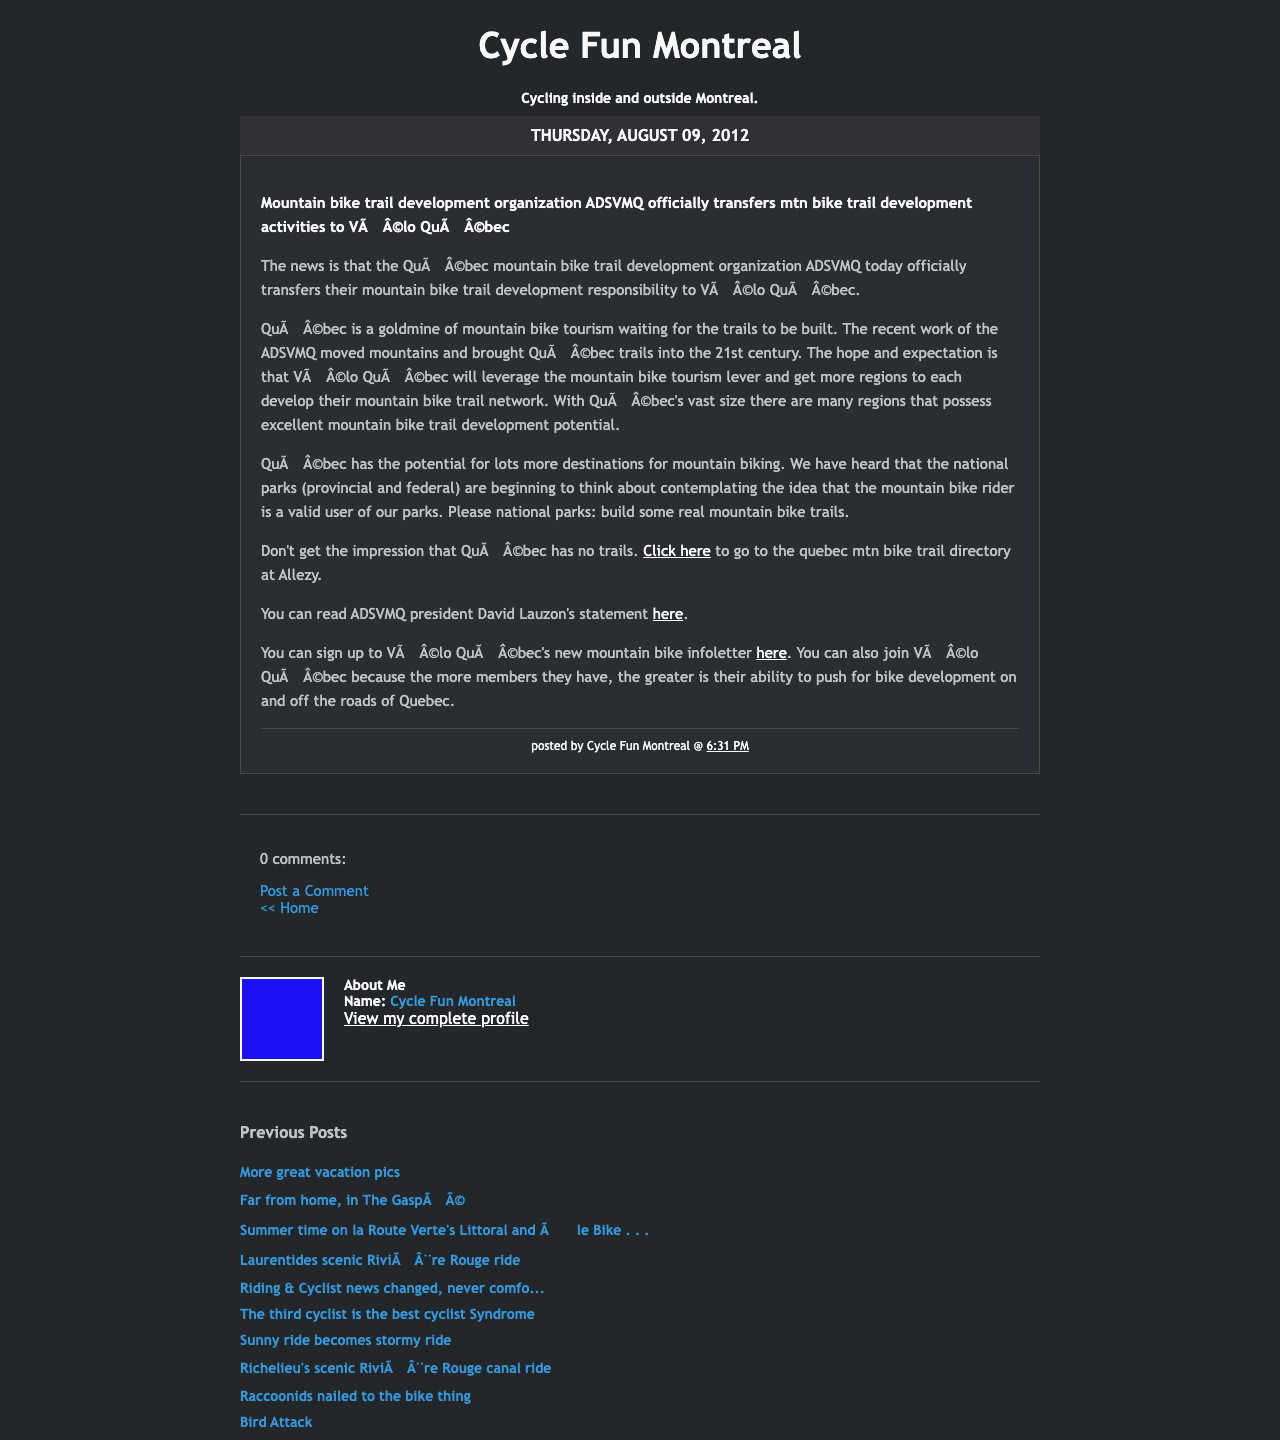 Cycle Fun Montreal
Cycling inside and outside Montreal.
THURSDAY, AUGUST 09, 2012
Mountain bike trail development organization ADSVMQ officially transfers mtn bike trail development
activities to VÃ Â©lo QuÃ Â©bec
The news is that the QuÃ Â©bec mountain bike trail development organization ADSVMQ today officially
transfers their mountain bike trail development responsibility to VÃ Â©lo QuÃ Â©bec.
QuÃ Â©bec is a goldmine of mountain bike tourism waiting for the trails to be built. The recent work of the
ADSVMQ moved mountains and brought QuÃ Â©bec trails into the 21st century. The hope and expectation is
that VÃ Â©lo QuÃ Â©bec will leverage the mountain bike tourism lever and get more regions to each
develop their mountain bike trail network. With QuÃ Â©bec's vast size there are many regions that possess
excellent mountain bike trail development potential.
QuÃ Â©bec has the potential for lots more destinations for mountain biking. We have heard that the national
parks (provincial and federal) are beginning to think about contemplating the idea that the mountain bike rider
is a valid user of our parks. Please national parks: build some real mountain bike trails.
Don't get the impression that QuÃ Â©bec has no trails. Click here to go to the quebec mtn bike trail directory
at Allezy.
You can read ADSVMQ president David Lauzon's statement here.
You can sign up to VÃ Â©lo QuÃ Â©bec's new mountain bike infoletter here. You can also join VÃ Â©lo
QuÃ Â©bec because the more members they have, the greater is their ability to push for bike development on
and off the roads of Quebec.
posted by Cycle Fun Montreal @ 6:31 PM
0 comments:
Post a Comment
<< Home
About Me
Name: Cycle Fun Montreal
View my complete profile
Previous Posts
More great vacation pics
Far from home, in The GaspÃ Â©
Summer time on la Route Verte's Littoral and Ã le Bike . . .
Laurentides scenic RiviÃ Â¨re Rouge ride
Riding & Cyclist news changed, never comfo...
The third cyclist is the best cyclist Syndrome
Sunny ride becomes stormy ride
Richelieu's scenic RiviÃ Â¨re Rouge canal ride
Raccoonids nailed to the bike thing
Bird Attack